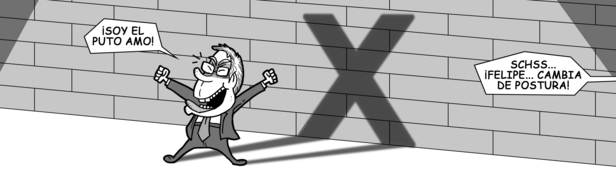 ¡SOY EL
PUTO AMO!
SCHSS...
¡FELIPE... CAMBIA
DE POSTURA!